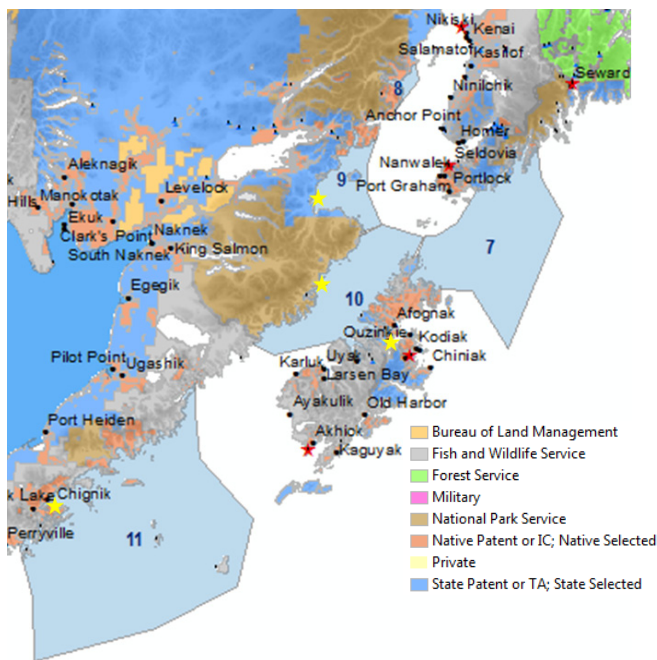 Nikiski
Kenai
Salamatof
Kasilof
Seward
8
Ninilchik
Anchor Point
Homer
Seldovia
Nanwalek
Port Graham
Portlock
Aleknagik
9
k
Hills
Manokotak
Levelock
Ekuk
Clark's Point
Naknek
South Naknek
King Salmon
7
Egegik
10
Afognak
Ouzinkie
Kodiak
Pilot Point
Ugashik
Karluk
Uyak
Chiniak
Larsen Bay
Ayakulik
Old Harbor
Port Heiden
Akhiok
Kaguyak
k Lake
Chignik
Perryville
11
Bureau of Land Management
Fish and Wildlife Service
Forest Service
Military
National Park Service
Native Patent or IC; Native Selected
Private
State Patent or TA; State Selected